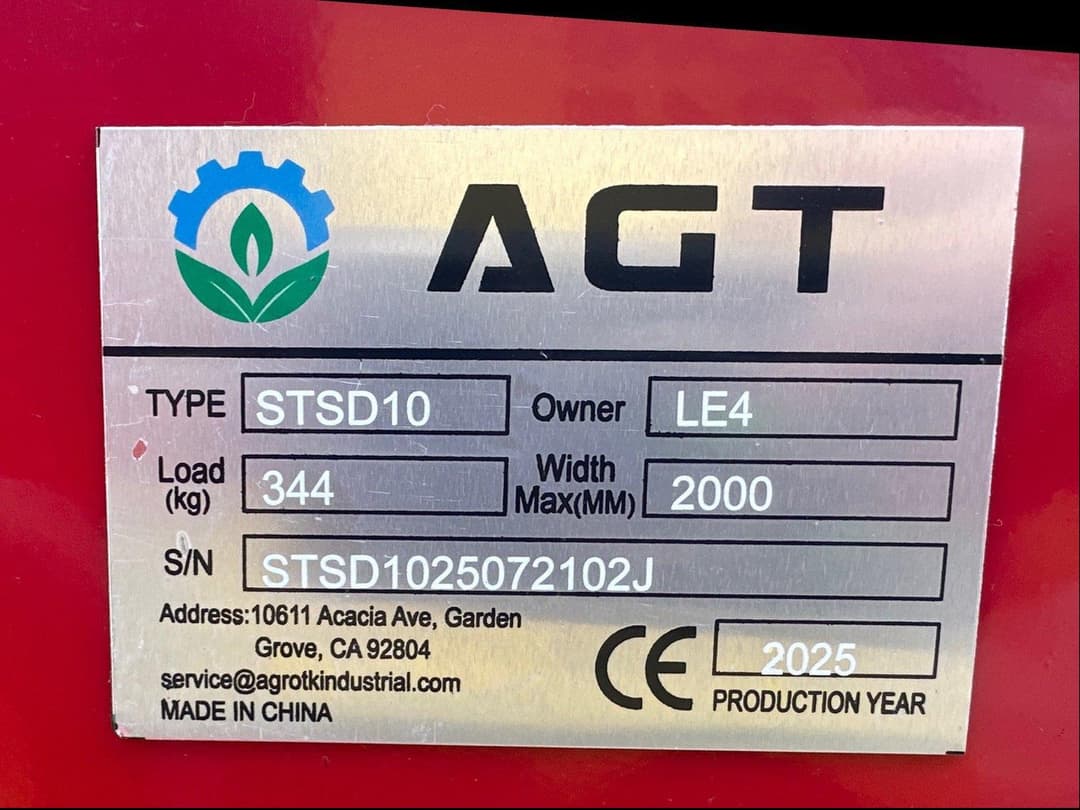 AGT
TYPE STSD10 Owner LE4
Load (kg) 344 Width Max(MM) 2000
S/N STSD1025072102J
Address:10611 Acacia Ave, Garden
Grove, CA 92804
service@agrotkindustrial.com
MADE IN CHINA
CE 2025
PRODUCTION YEAR